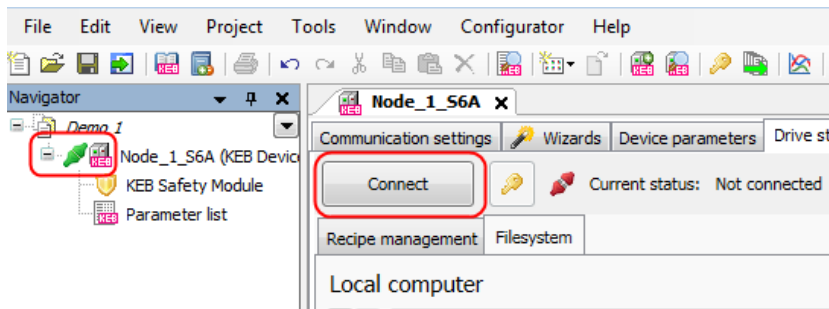 File Edit View Project Tools Window Configurator Help
Navigator
Node_1_S6A
Demo 1
Communication settings Wizards Device parameters Drive st
Node_1_S6A (KEB Device
Connect Current status: Not connected
KEB Safety Module
Parameter list
Recipe management Filesystem
Local computer